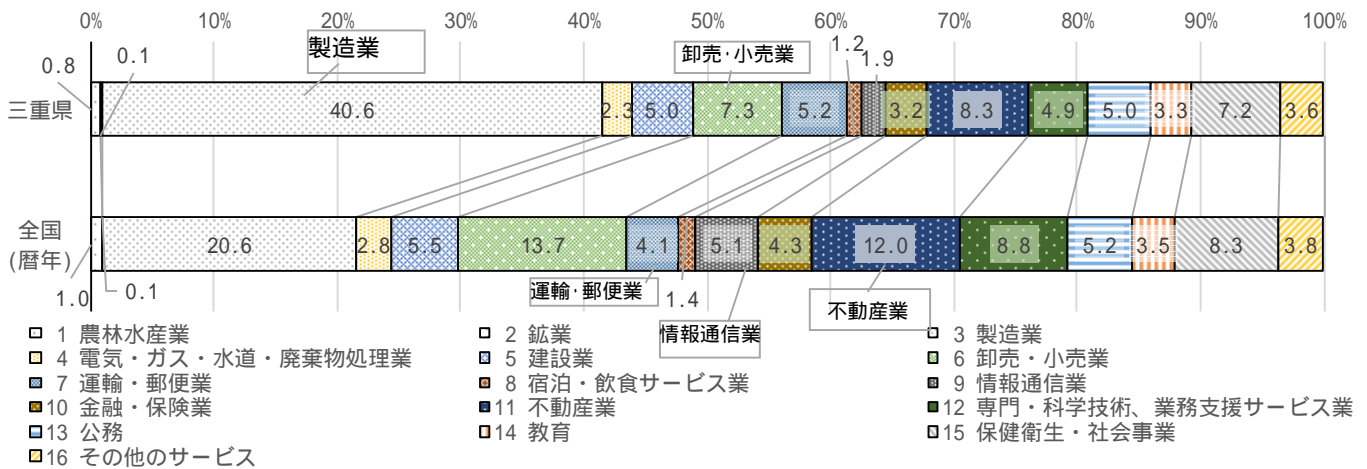 0% 10% 20% 30% 40% 50% 60% 70% 80% 90% 100%
0.1 製造業 卸売・小売業 1.2 1.9
0.8
三重県 40.6 2.3 5.0 7.3 5.2 3.2 8.3 4.9 5.0 3.3 7.2 3.6
全国
(暦年)
20.6 2.8 5.5 13.7 4.1 5.1 4.3 12.0 8.8 5.2 3.5 8.3 3.8
1.0 0.1 運輸・郵便業 1.4 情報通信業 不動産業
1 農林水産業 2 鉱業 3 製造業
4 電気・ガス・水道・廃棄物処理業 5 建設業 6 卸売・小売業
7 運輸・郵便業 8 宿泊・飲食サービス業 9 情報通信業
10 金融・保険業 11 不動産業 12 専門・科学技術、業務支援サービス業
13 公務 14 教育 15 保健衛生・社会事業
16 その他のサービス